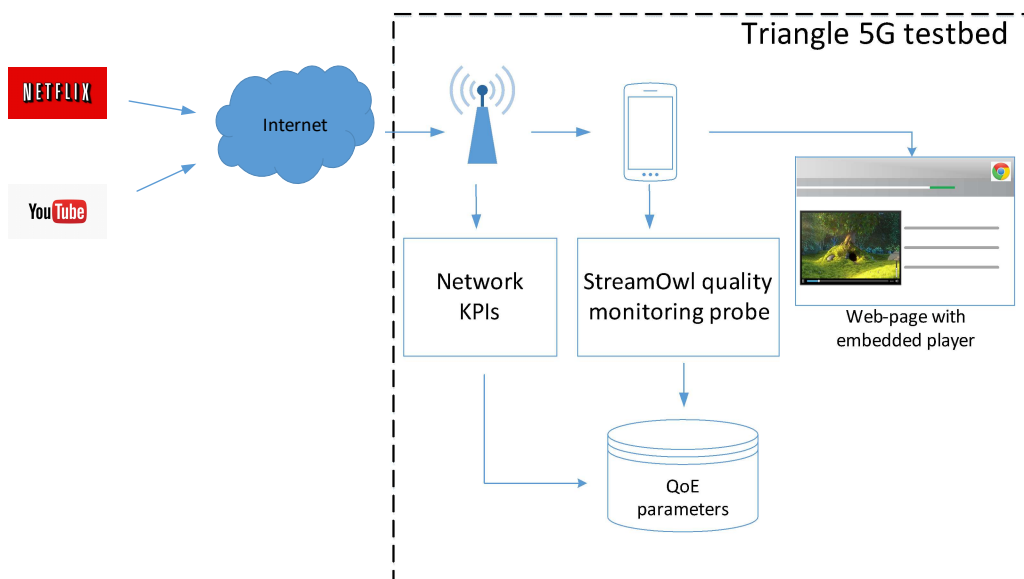 Triangle 5G testbed
NETFLIX
Internet
YouTube
Network
KPIs
StreamOwl quality
monitoring probe
Web-page with
embedded player
QoE
parameters